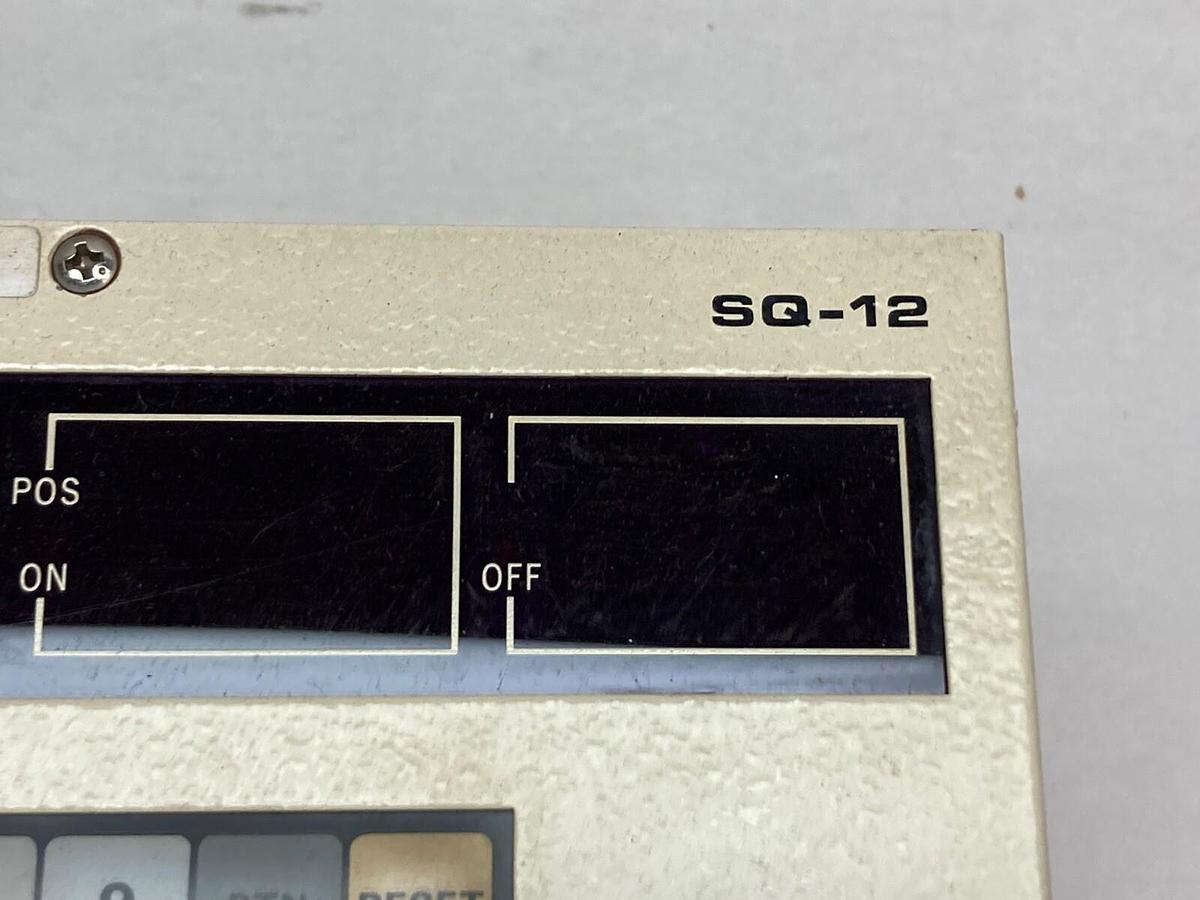 SQ-12
POS
ON
OFF
RESET